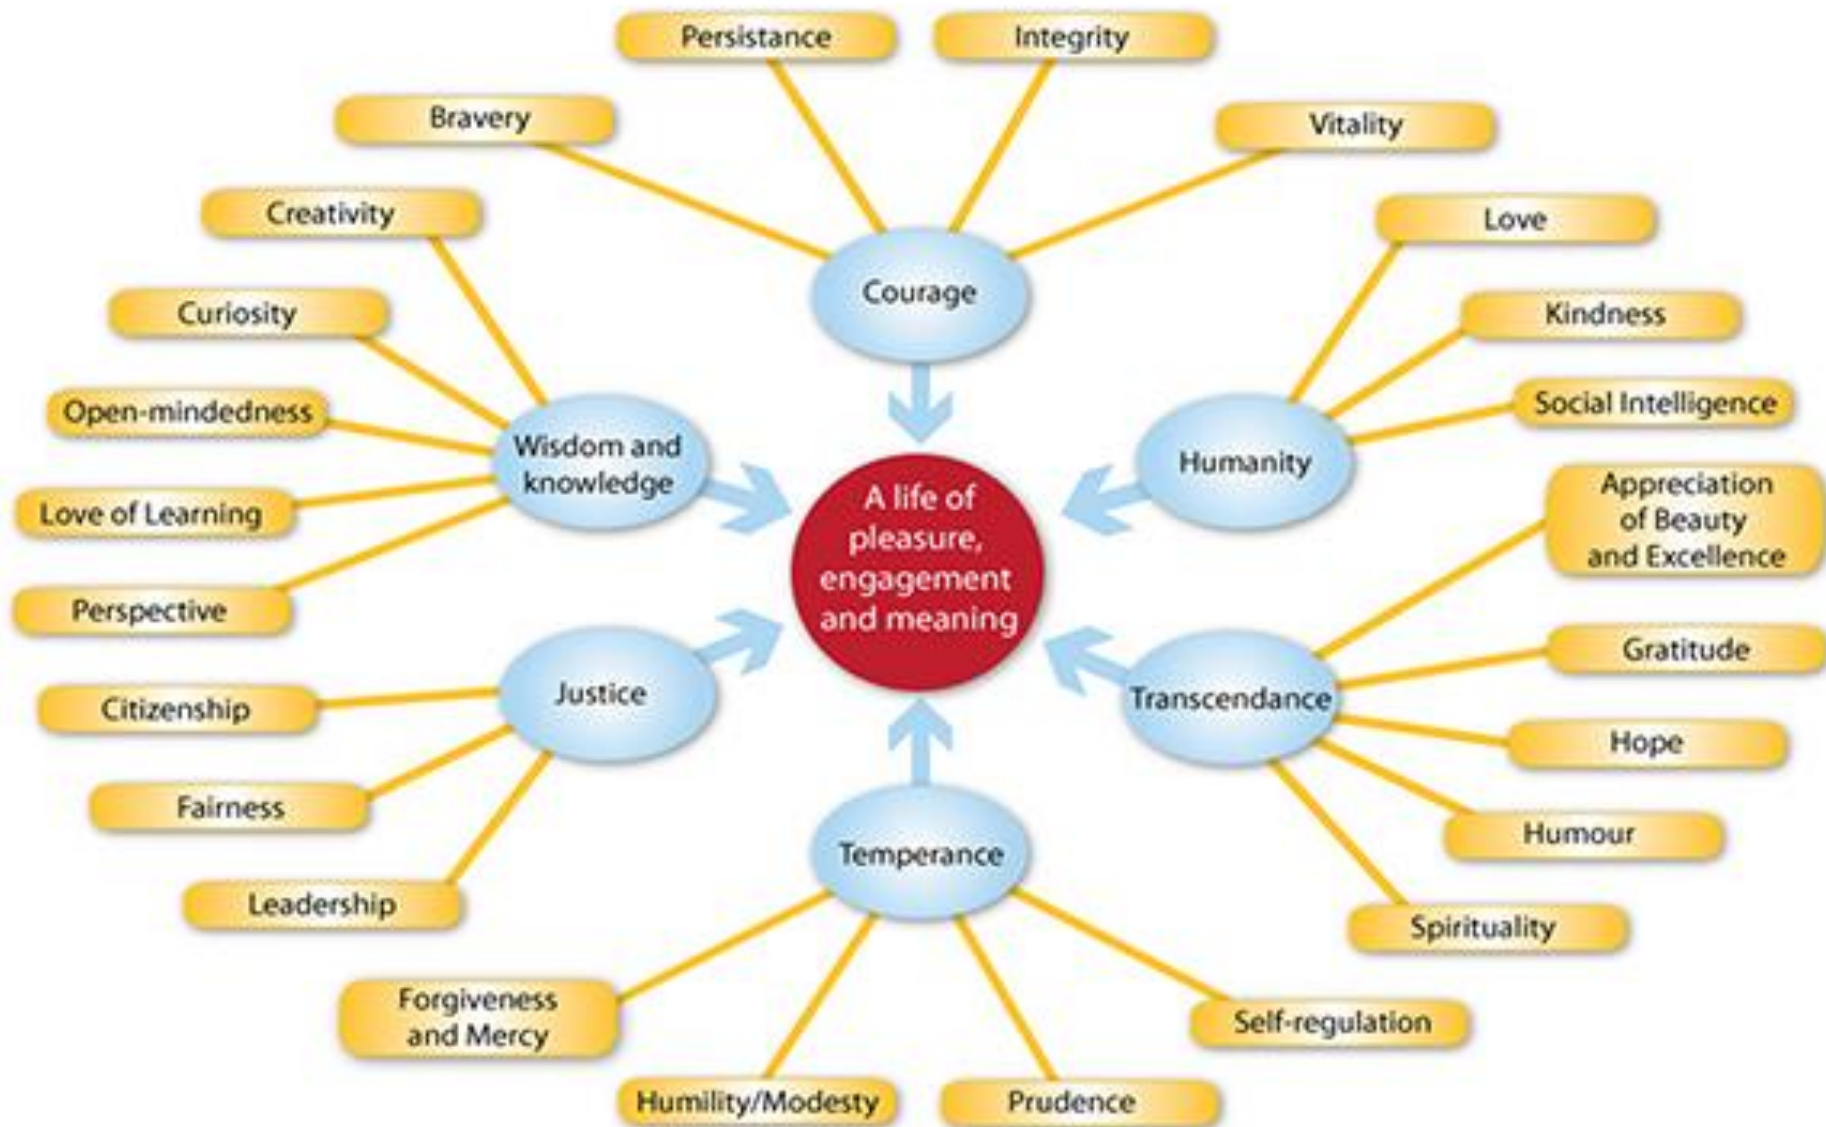 Persistance
Integrity
Bravery
Vitality
Creativity
Love
Curiosity
Kindness
Courage
Open-mindedness
Social Intelligence
Wisdom and
knowledge
Humanity
Love of Learning
Appreciation
of Beauty
and Excellence
A life of
pleasure,
engagement
and meaning
Perspective
Gratitude
Citizenship
Justice
Transcendance
Hope
Fairness
Humour
Temperance
Leadership
Spirituality
Forgiveness
and Mercy
Self-regulation
Humility/Modesty
Prudence